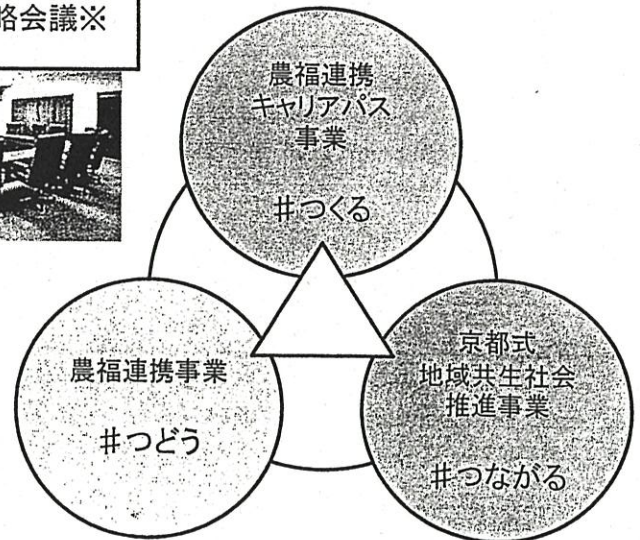 略会議※
農福連携
キャリアパス
事業
#つくる
農福連携事業
#つどう
京都式
地域共生社会
推進事業
#つながる